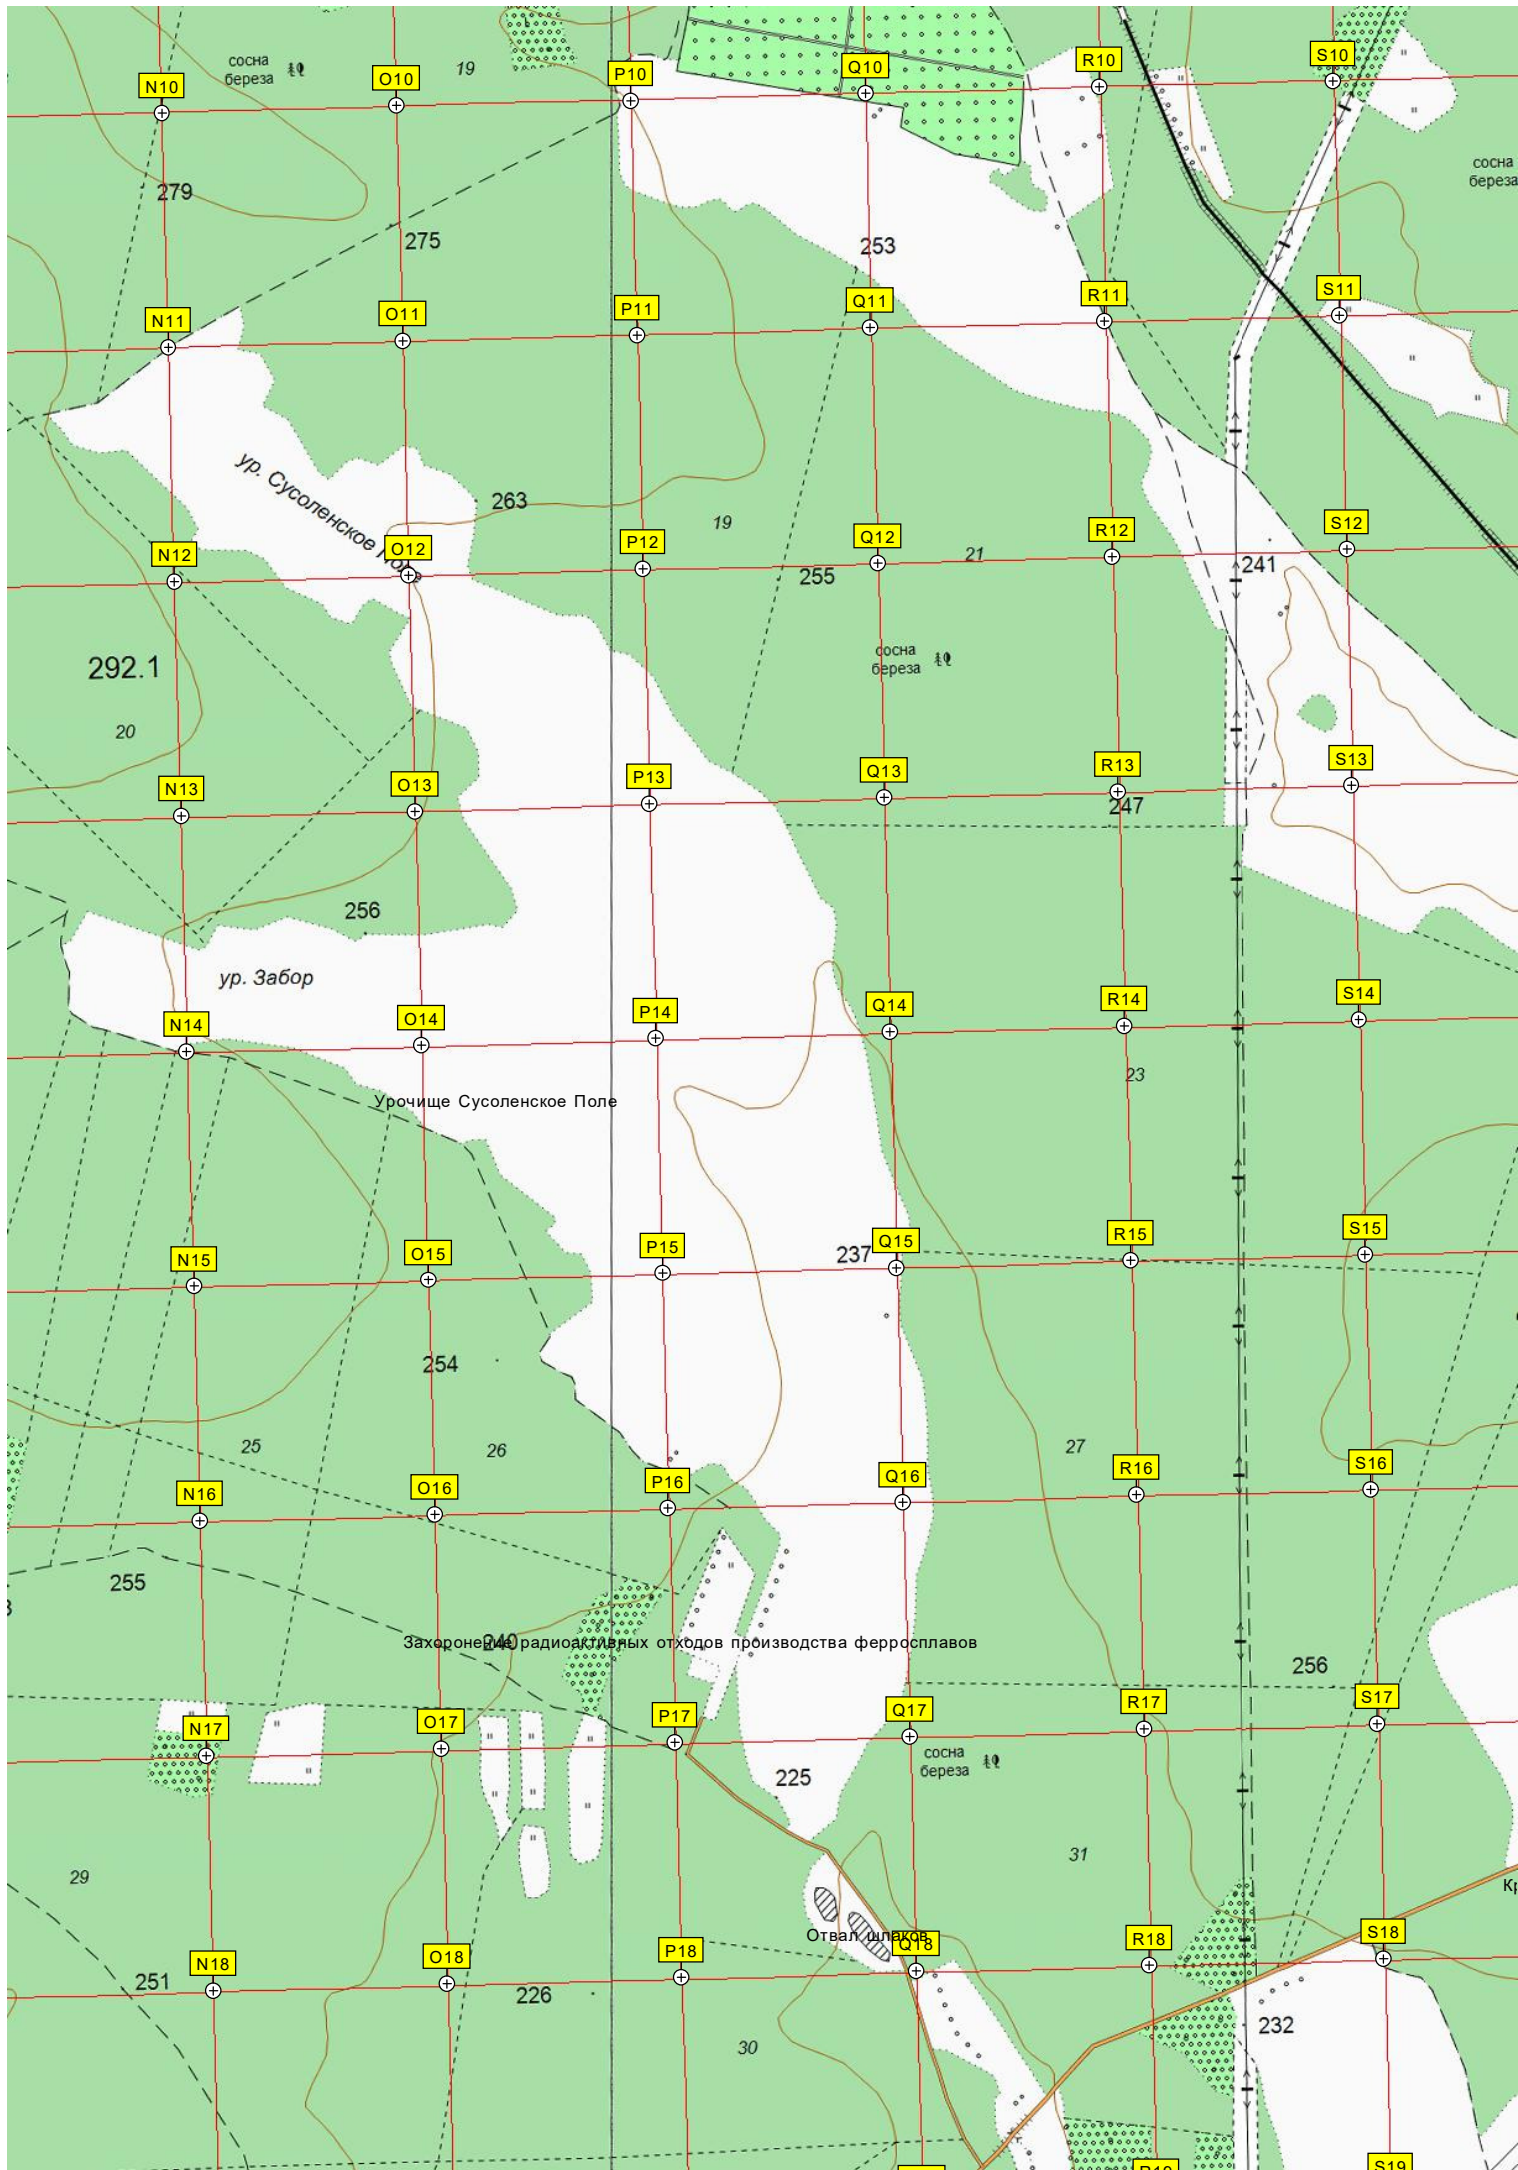 сосна
береза
19
N10
O10
P10
Q10
R10
S10
сосна
береза
279
275
253
N11
O11
P11
Q11
R11
S11
ур. Сусоленское
263
19
N12
O12
P12
Q12
21
R12
S12
255
241
292.1
сосна
береза
20
N13
O13
P13
Q13
R13
S13
247
256
ур. Забор
N14
O14
P14
Q14
R14
S14
23
Урочище Сусоленское Поле
N15
O15
P15
237
Q15
R15
S15
254
25
26
27
N16
O16
P16
Q16
R16
S16
255
240
Захоронение радиоактивных отходов производства ферросплавов
256
N17
O17
P17
Q17
R17
S17
сосна
береза
225
29
31
Отвал шлаков
N18
O18
P18
Q18
R18
S18
251
226
232
30
R19
S19